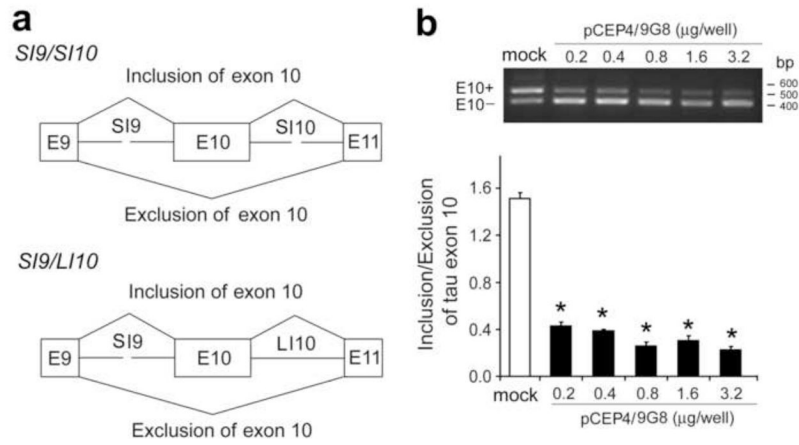 a
SI9/SI10
Inclusion of exon 10
SI9
SI10
E9
E10
E11
Exclusion of exon 10
SI9/LI10
Inclusion of exon 10
SI9
LI10
E9
E10
E11
Exclusion of exon 10
b
pCEP4/9G8 (μg/well)
mock 0.2 0.4 0.8 1.6 3.2 bp
E10+
E10–
– 600
– 500
– 400
Inclusion/Exclusion
of tau exon 10
1.6
1.2
0.8
0.4
0.0
* * * * *
mock 0.2 0.4 0.8 1.6 3.2
pCEP4/9G8 (μg/well)